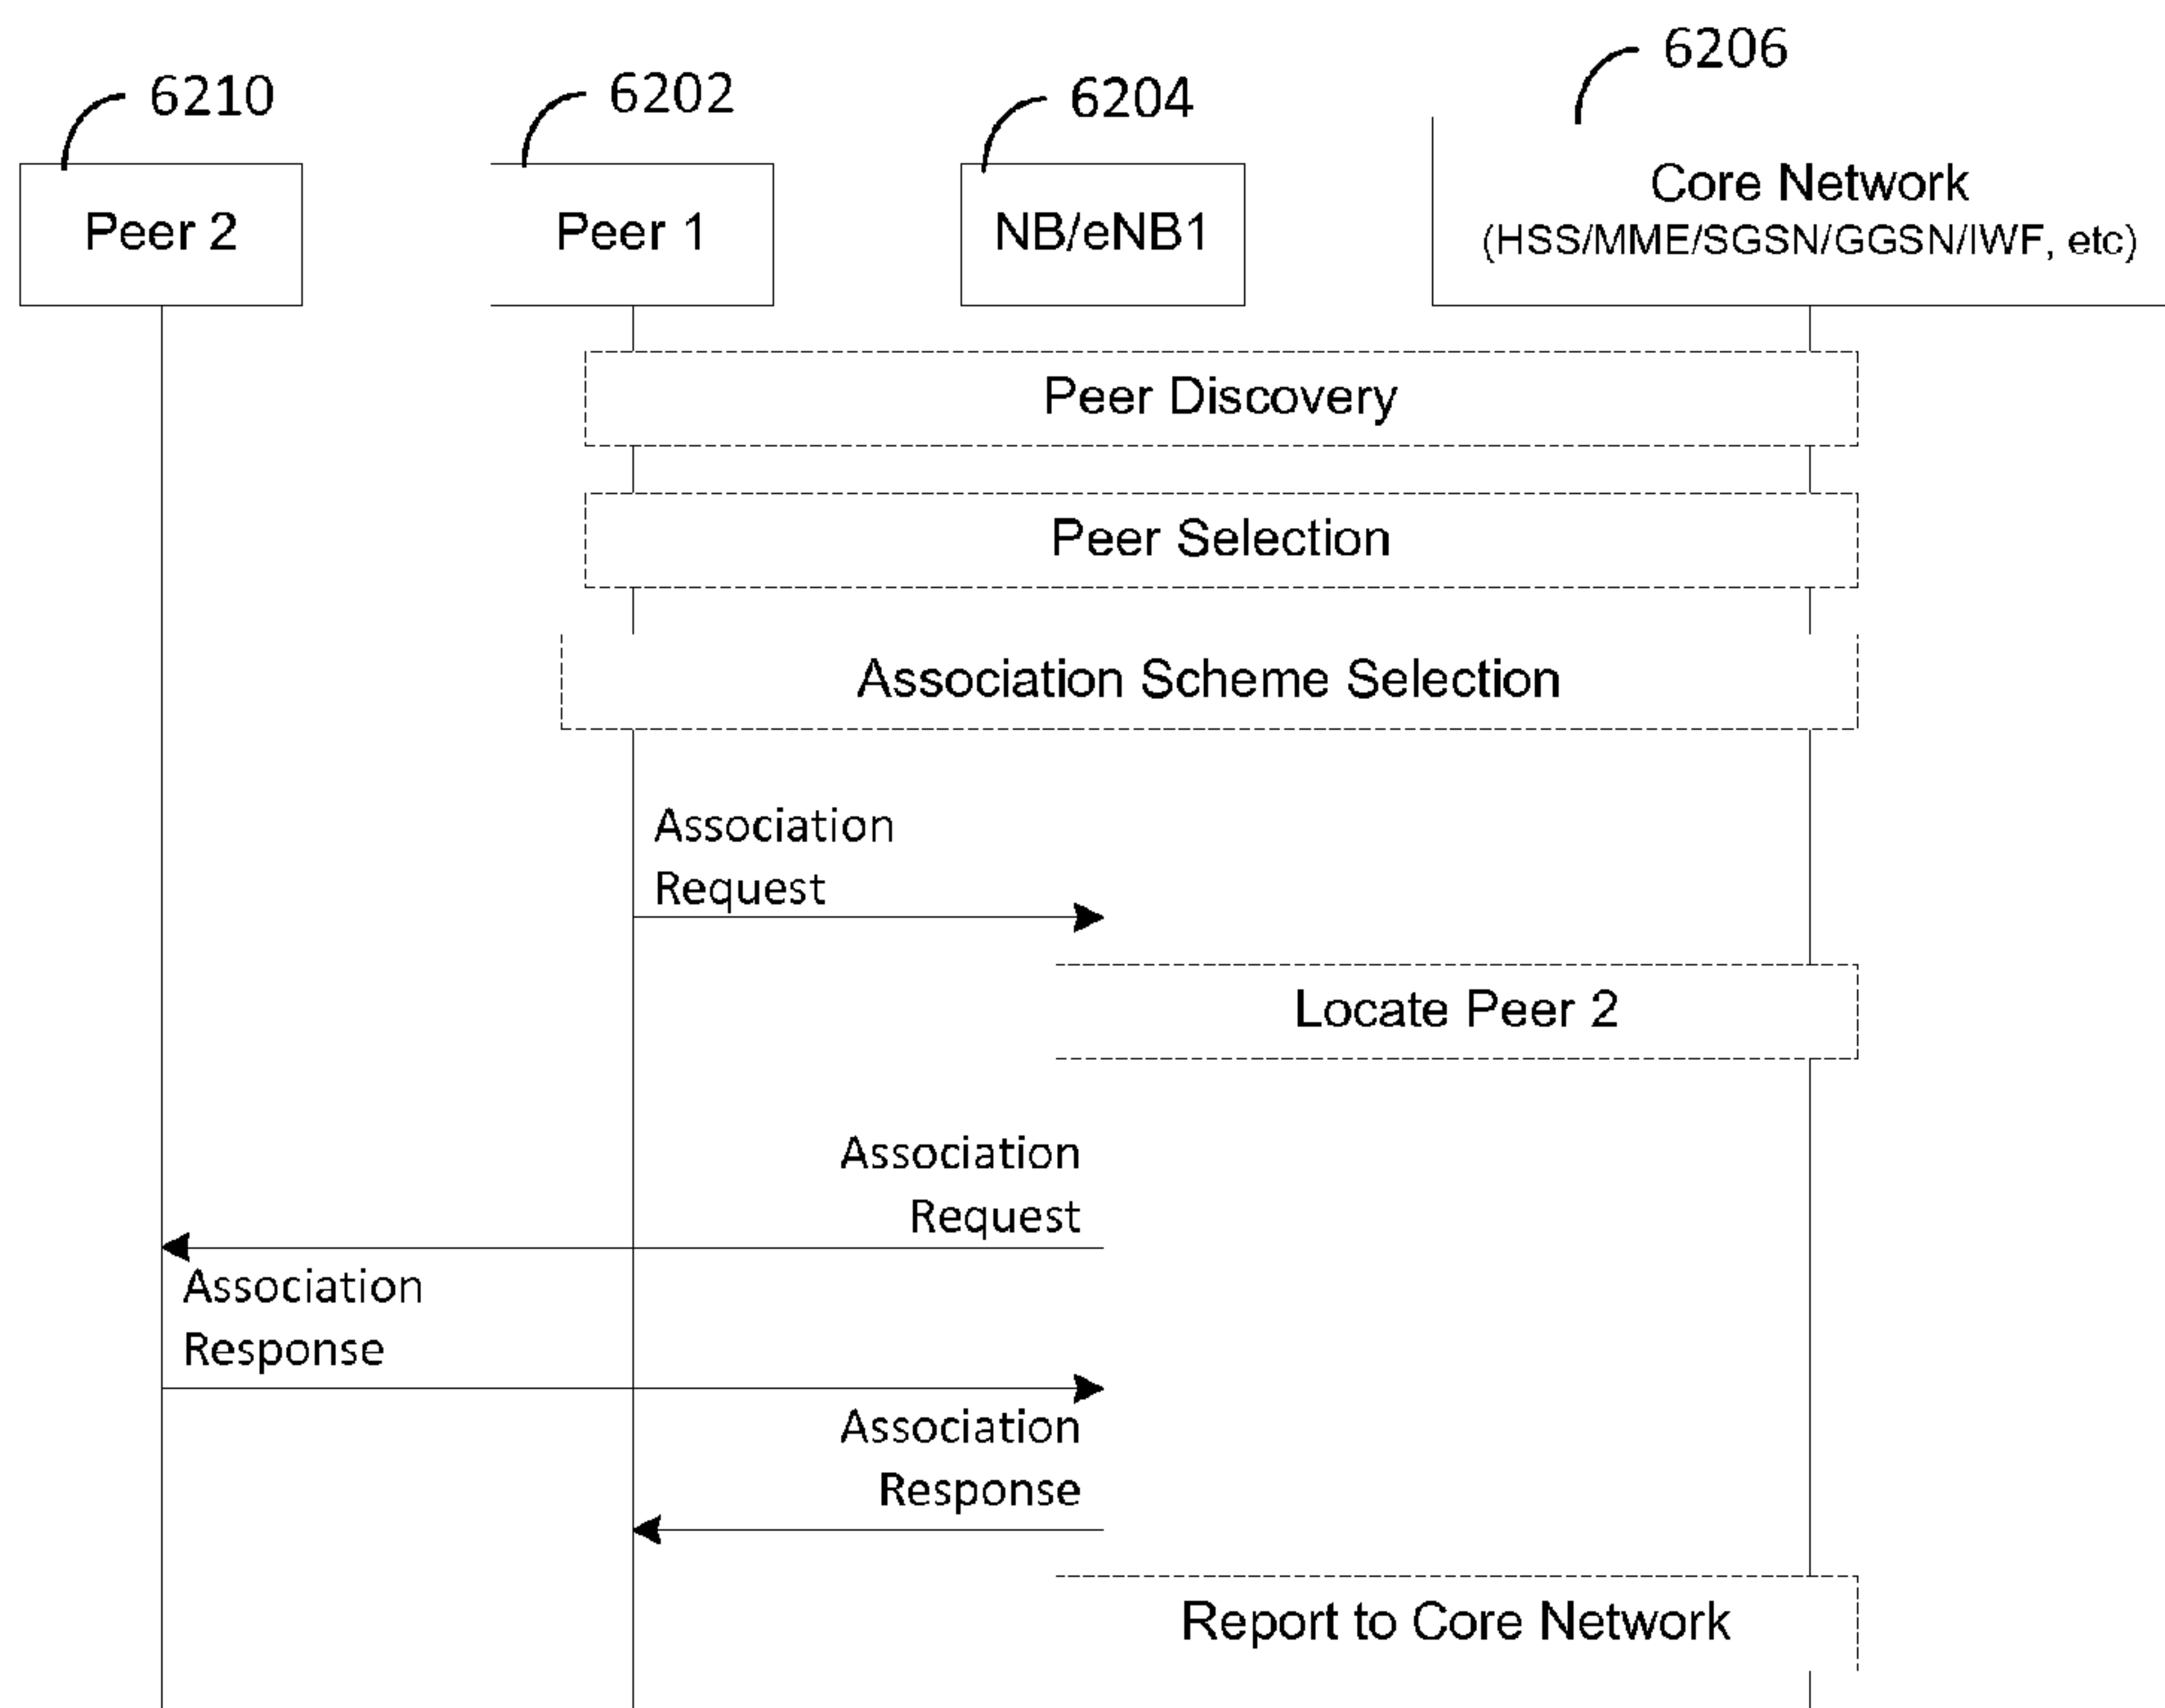 6210
6202
6204
6206
Peer 2
Peer 1
NB/eNB1
Core Network
(HSS/MME/SGSN/GGSN/IWF, etc)
Peer Discovery
Peer Selection
Association Scheme Selection
Association
Request
Locate Peer 2
Association
Request
Association
Response
Association
Response
Report to Core Network